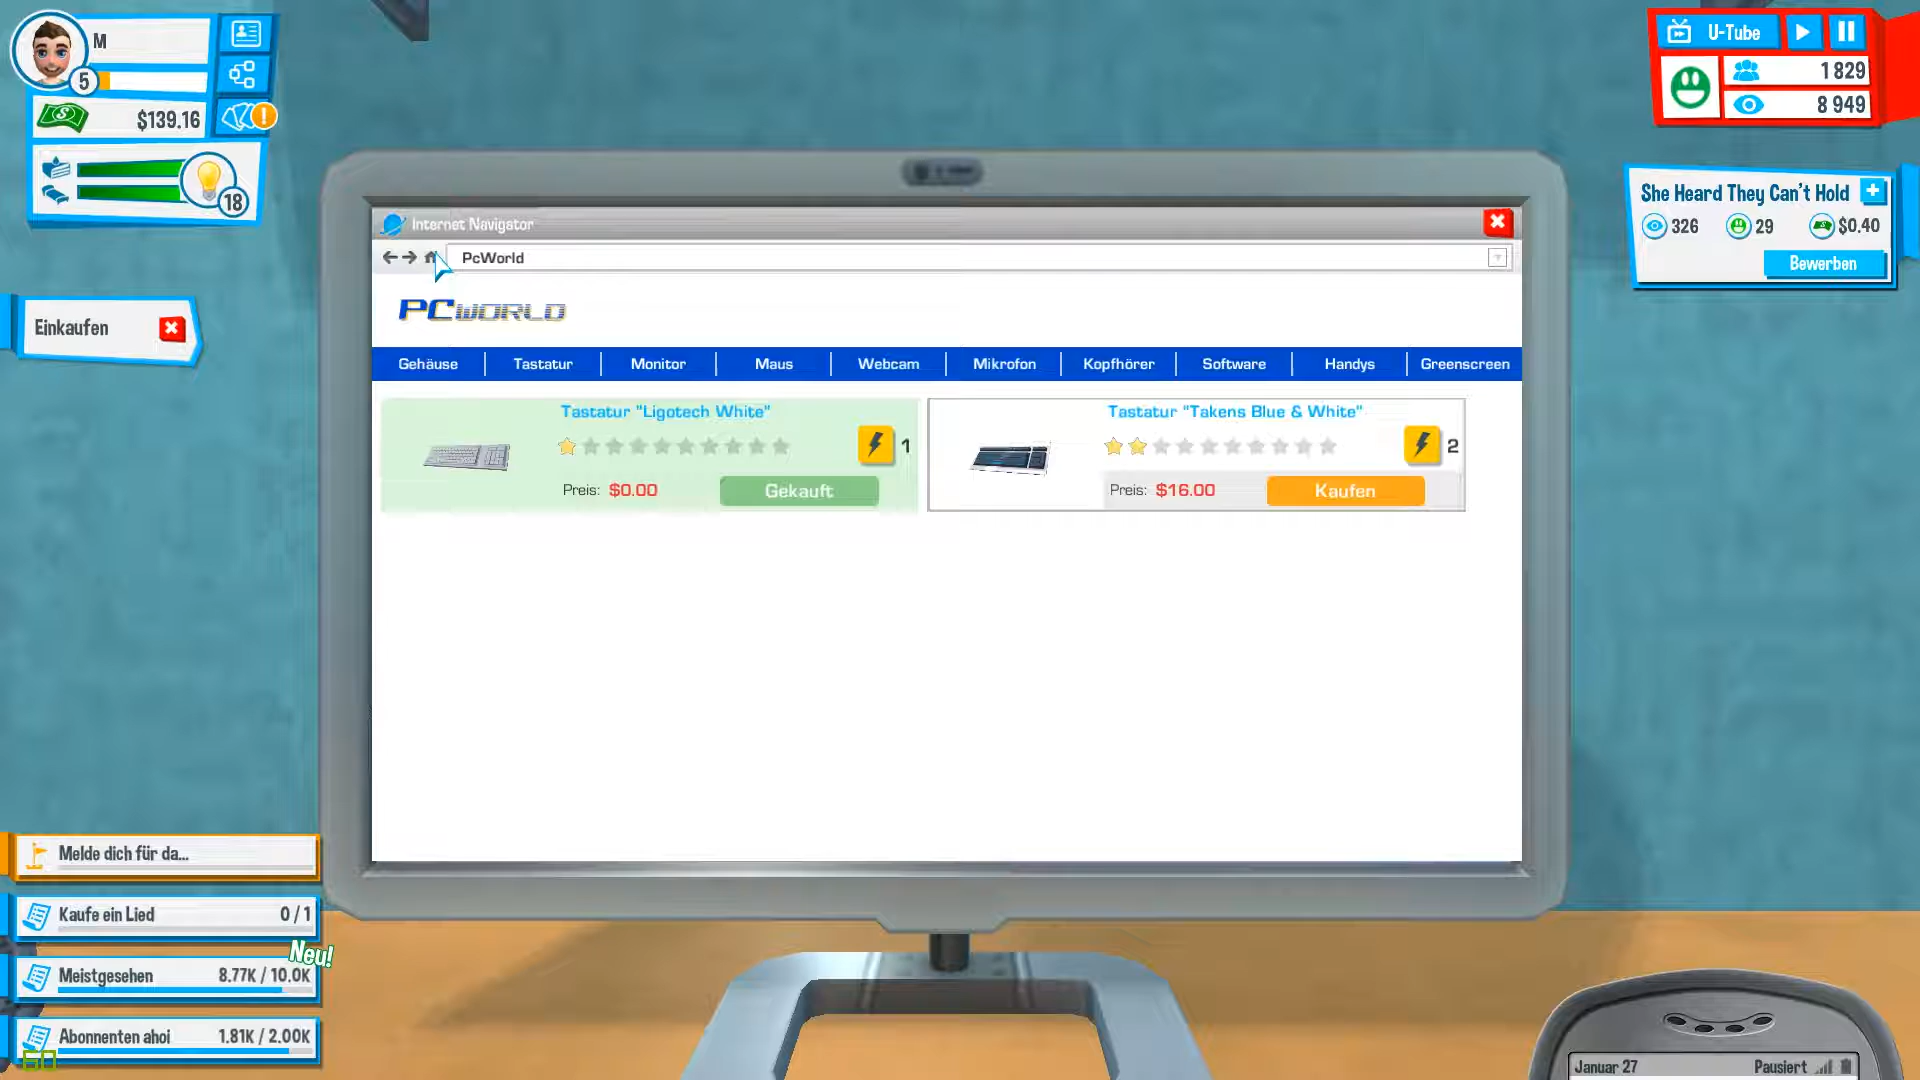 M
5
$139.16
18
Einkaufen
Melde dich für da...
Kaufe ein Lied 0 / 1
Neu!
Meistgesehen 8.77K / 10.0K
Abonnenten ahoi 1.81K / 2.00K
60
Internet Navigator
PcWorld
PCWORLD
Gehäuse Tastatur Monitor Maus Webcam Mikrofon Kopfhörer Software Handys Greenscreen
Tastatur "Ligotech White"
1
Preis: $0.00 Gekauft
Tastatur "Takens Blue & White"
2
Preis: $16.00 Kaufen
U-Tube
1 829
8 949
She Heard They Can't Hold
326 29 $0.40
Bewerben
Januar 27 Pausiert